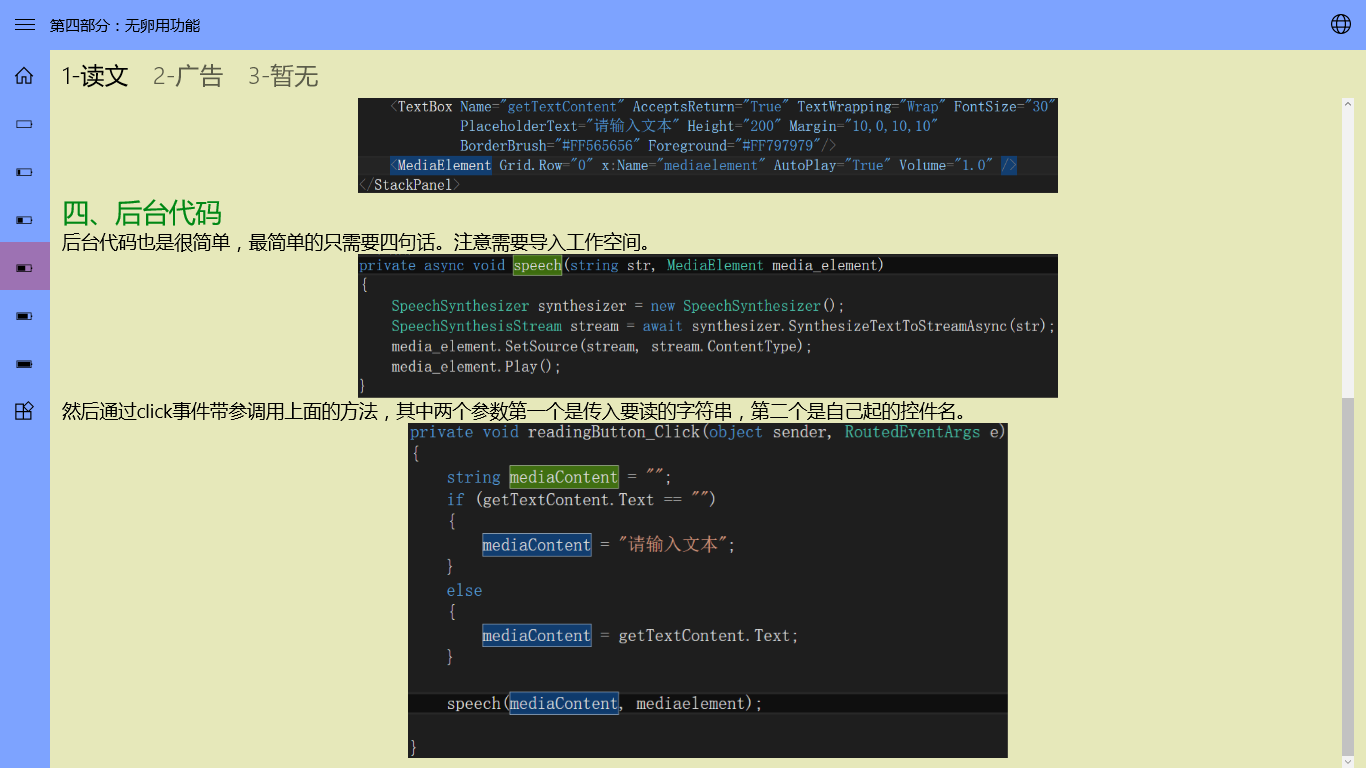 第四部分：无卵用功能
1-读文 2-广告 3-暂无
<TextBox Name="getTextContent" AcceptsReturn="True" TextWrapping="Wrap" FontSize="30"
PlaceholderText="请输入文本" Height="200" Margin="10,0,10,10"
BorderBrush="#FF565656" Foreground="#FF797979"/>
<MediaElement Grid.Row="0" x:Name="mediaelement" AutoPlay="True" Volume="1.0" />
</StackPanel>
四、后台代码
后台代码也是很简单，最简单的只需要四句话。注意需要导入工作空间。
private async void speech(string str, MediaElement media_element)
{
SpeechSynthesizer synthesizer = new SpeechSynthesizer();
SpeechSynthesisStream stream = await synthesizer.SynthesizeTextToStreamAsync(str);
media_element.SetSource(stream, stream.ContentType);
media_element.Play();
}
然后通过click事件带参调用上面的方法，其中两个参数第一个是传入要读的字符串，第二个是自己起的控件名。
private void readingButton_Click(object sender, RoutedEventArgs e)
{
string mediaContent = "";
if (getTextContent.Text == "")
{
mediaContent = "请输入文本";
}
else
{
mediaContent = getTextContent.Text;
}
speech(mediaContent, mediaelement);
}